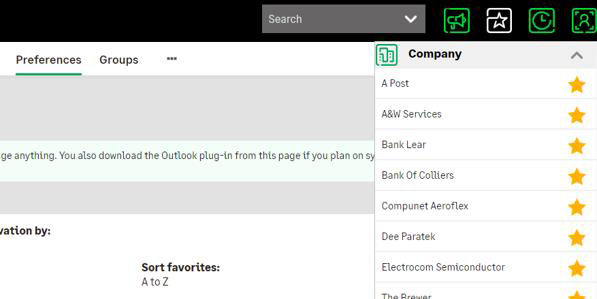 Search
Preferences
Groups
Company
A Post
A&W Services
Bank Lear
ge anything. You also download the Outlook plug-in from this page if you plan on sy
Bank Of Colliers
Compunet Aeroflex
vation by:
Dee Paratek
Sort favorites:
Electrocom Semiconductor
A to Z
The Brewer